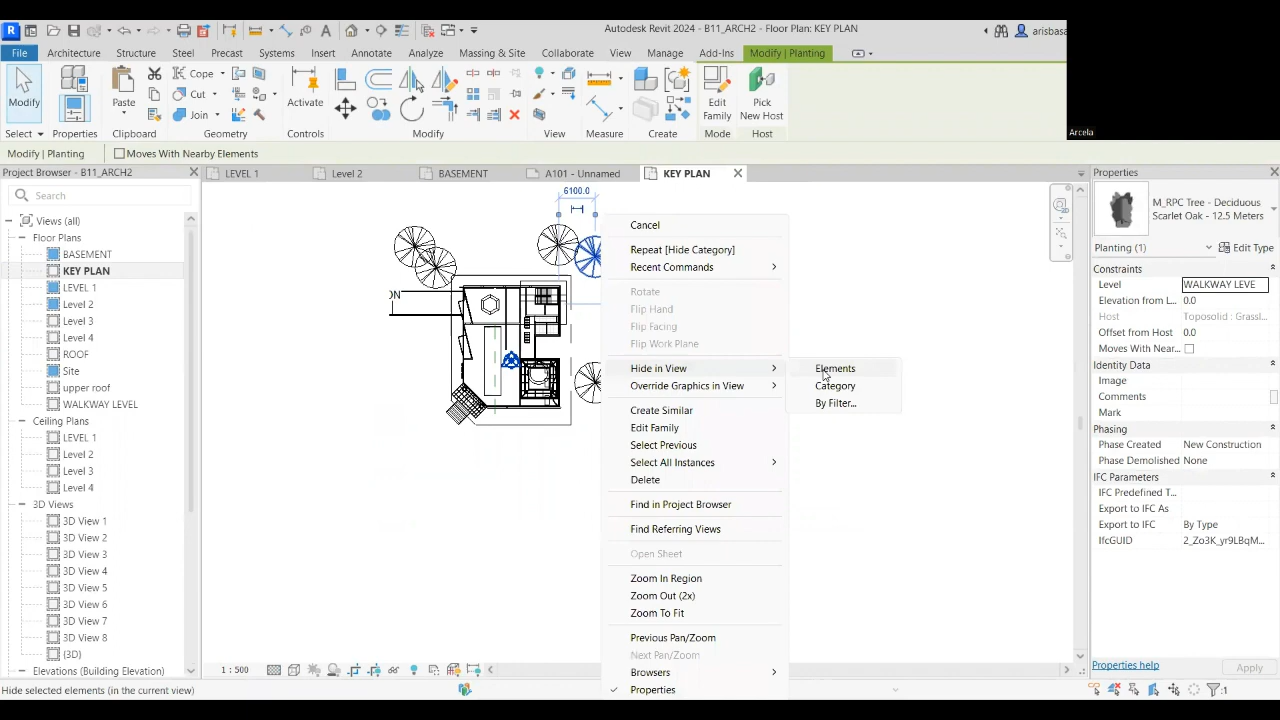 Autodesk Revit 2024 - B11_ARCH2 - Floor Plan: KEY PLAN
arisbasa
File
Architecture
Structure
Steel
Precast
Systems
Insert
Annotate
Analyze
Massing & Site
Collaborate
View
Manage
Add-Ins
Modify | Planting
Modify
Properties
Paste
Cope
Cut
Join
Activate
Edit
Family
Pick
New Host
Select
Properties
Clipboard
Geometry
Controls
Modify
View
Measure
Create
Mode
Host
Arcela
Modify | Planting
Moves With Nearby Elements
Project Browser - B11_ARCH2
LEVEL 1
Level 2
BASEMENT
A101 - Unnamed
KEY PLAN
Search
Views (all)
Floor Plans
BASEMENT
KEY PLAN
LEVEL 1
Level 2
Level 3
Level 4
ROOF
Site
upper roof
WALKWAY LEVEL
Ceiling Plans
LEVEL 1
Level 2
Level 3
Level 4
3D Views
3D View 1
3D View 2
3D View 3
3D View 4
3D View 5
3D View 6
3D View 7
3D View 8
{3D}
Elevations (Building Elevation)
6100.0
ON
Cancel
Repeat [Hide Category]
Recent Commands
Rotate
Flip Hand
Flip Facing
Flip Work Plane
Hide in View
Override Graphics in View
Create Similar
Edit Family
Select Previous
Select All Instances
Delete
Find in Project Browser
Find Referring Views
Open Sheet
Zoom In Region
Zoom Out (2x)
Zoom To Fit
Previous Pan/Zoom
Next Pan/Zoom
Browsers
Properties
Elements
Category
By Filter...
Properties
M_RPC Tree - Deciduous
Scarlet Oak - 12.5 Meters
Planting (1)
Edit Type
Constraints
Level WALKWAY LEVE
Elevation from L... 0.0
Host Toposolid : Grassl...
Offset from Host 0.0
Moves With Near...
Identity Data
Image
Comments
Mark
Phasing
Phase Created New Construction
Phase Demolished None
IFC Parameters
IFC Predefined T...
Export to IFC As
Export to IFC By Type
IfcGUID 2_Zo3K_yr9LBqM...
Properties help
Apply
1 : 500
Hide selected elements (in the current view)
:1